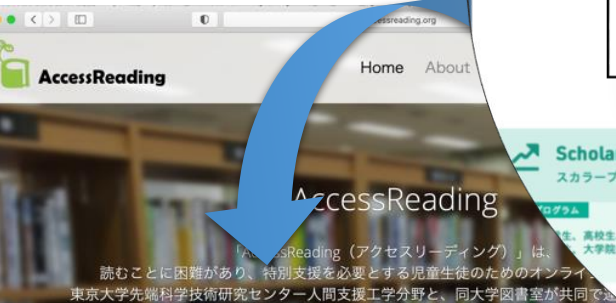 essreading.org
AccessReading
Home About
AccessReading
Schola
スカラープ
プログラム
生、高校生
大学院
「 sReading（アクセスリーディング）」は、
読むことに困難があり、特別支援を必要とする児童生徒のためのオンライ
東京大学先端科学技術研究センター人間支援工学分野と、同大学図書室が共同で